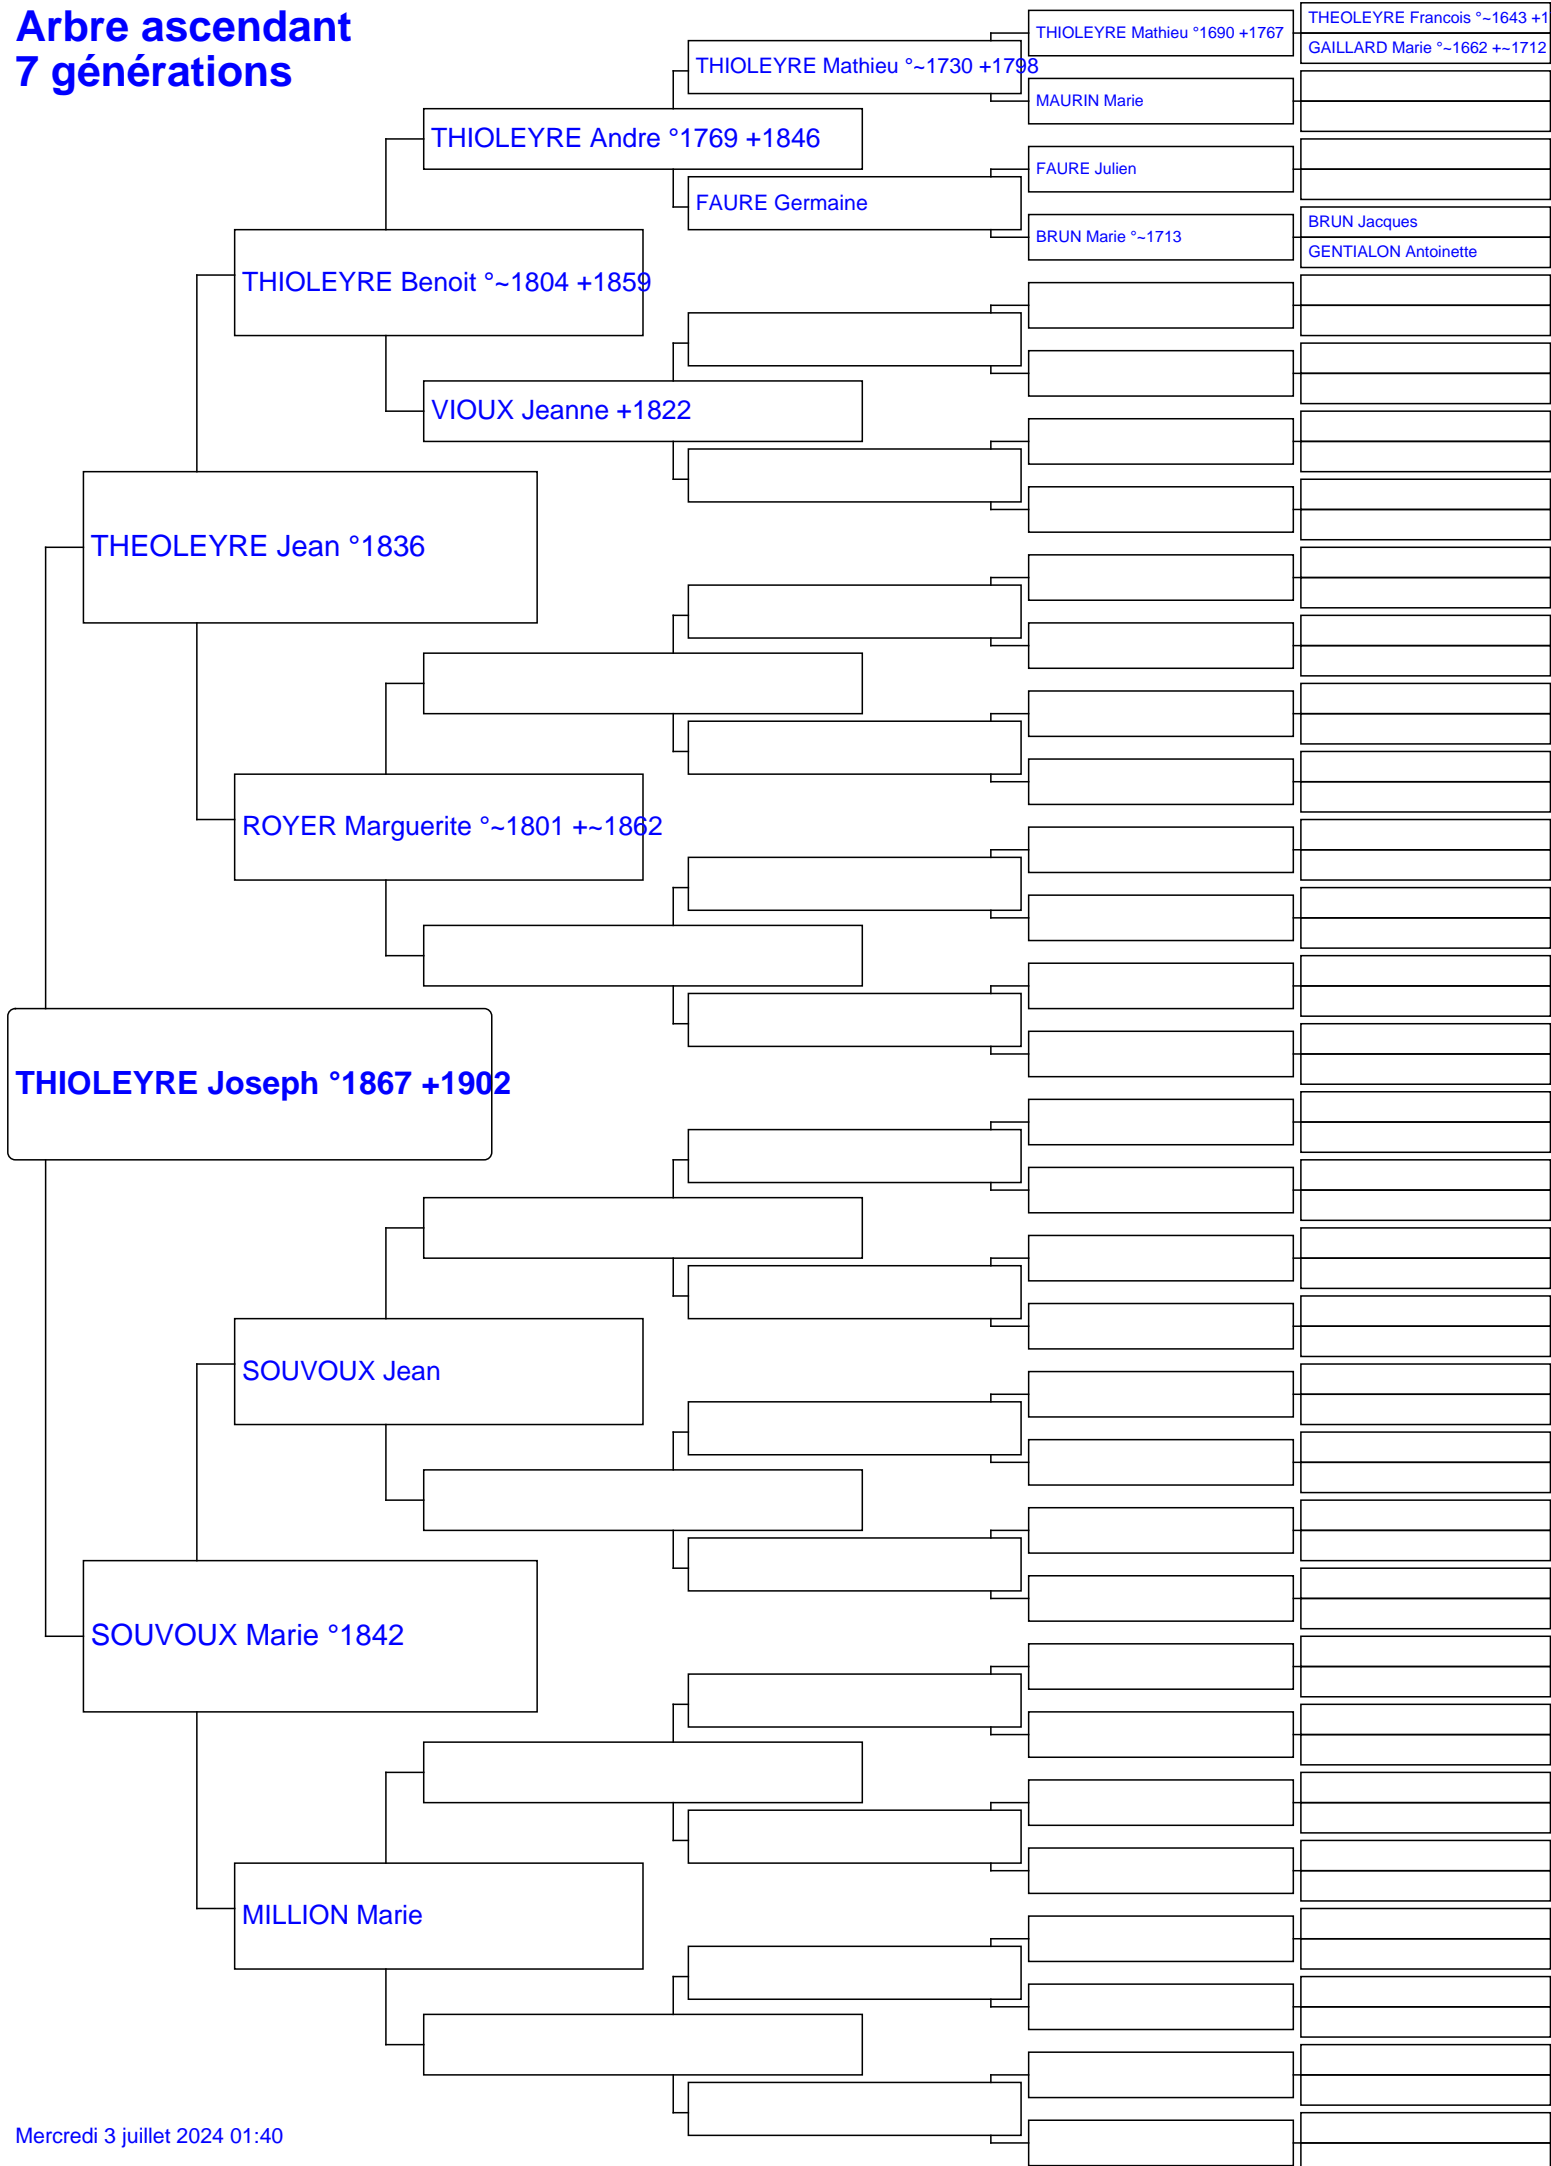 Arbre ascendant
7 générations
THIOLEYRE Mathieu °1690 +1767
THEOLEYRE Francois °~1643 +1
GAILLARD Marie °~1662 +~1712
THIOLEYRE Mathieu °~1730 +1798
MAURIN Marie
THIOLEYRE Andre °1769 +1846
FAURE Julien
FAURE Germaine
BRUN Marie °~1713
BRUN Jacques
GENTIALON Antoinette
THIOLEYRE Benoit °~1804 +1859
VIOUX Jeanne +1822
THEOLEYRE Jean °1836
ROYER Marguerite °~1801 +~1862
THIOLEYRE Joseph °1867 +1902
SOUVOUX Jean
SOUVOUX Marie °1842
MILLION Marie
Mercredi 3 juillet 2024 01:40